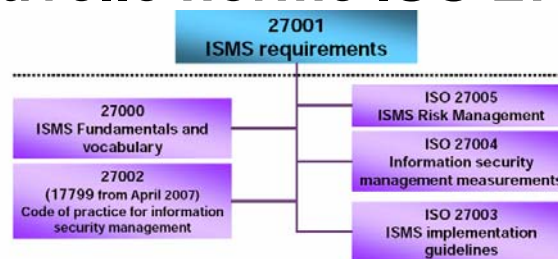 27001
ISMS requirements
27000
ISMS Fundamentals and
vocabulary
27002
(17799 from April 2007)
Code of practice for information
security management
ISO 27005
ISMS Risk Management
ISO 27004
Information security
management measurements
ISO 27003
ISMS implementation
guidelines